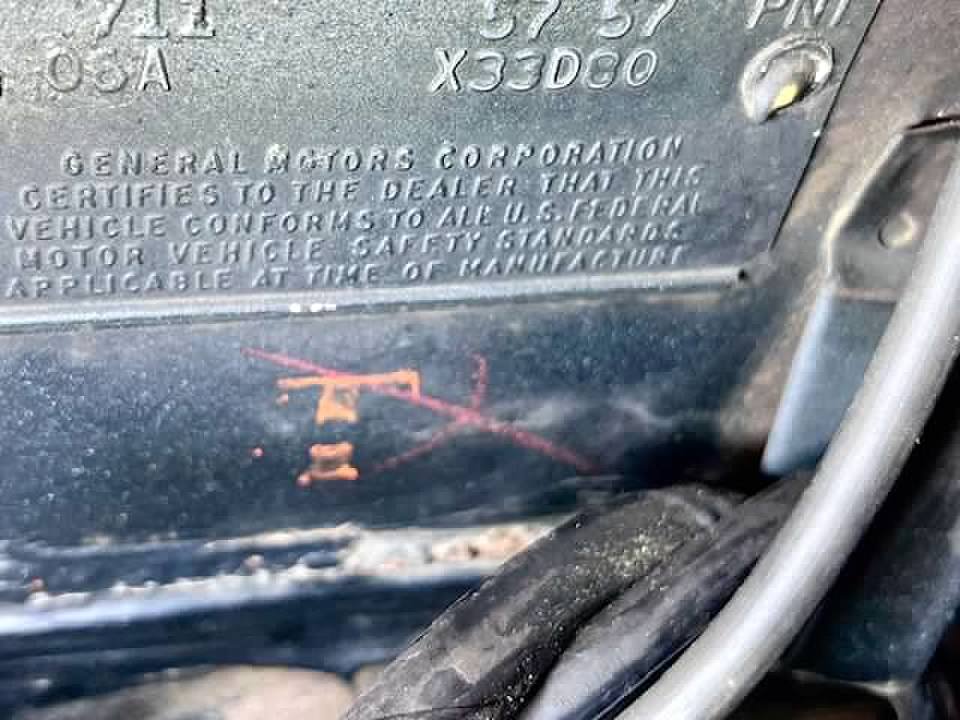 711 57 57 PNT
08A X33D80
GENERAL MOTORS CORPORATION
CERTIFIES TO THE DEALER THAT THIS
VEHICLE CONFORMS TO ALL U.S. FEDERAL
MOTOR VEHICLE SAFETY STANDARDS
APPLICABLE AT TIME OF MANUFACTURE